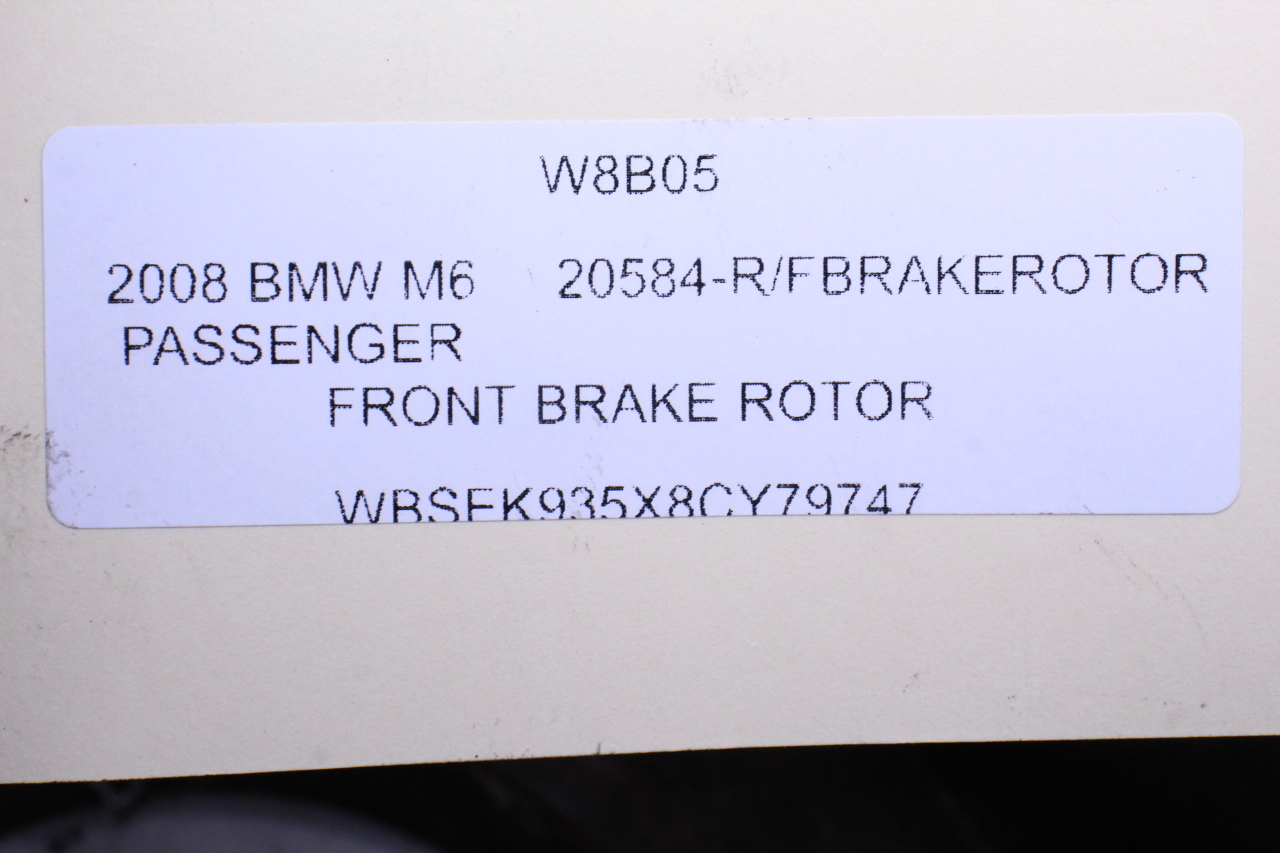 W8B05
2008 BMW M6 20584-R/FBRAKEROTOR
PASSENGER
FRONT BRAKE ROTOR
WBSEK935X8CY79747